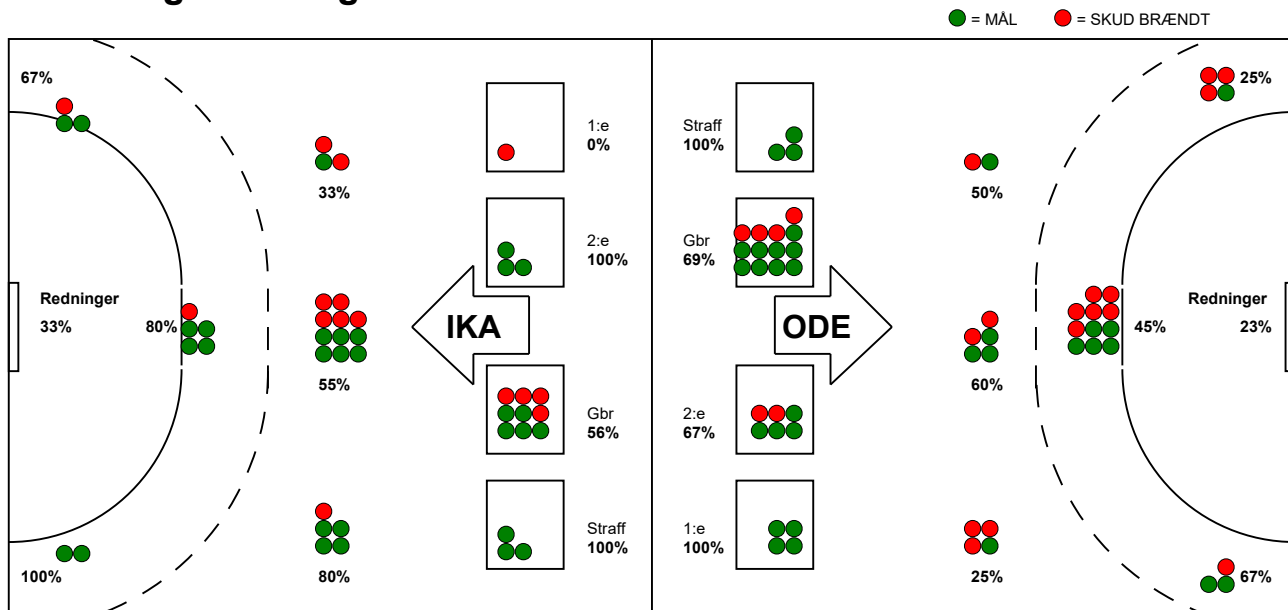 = MÅL = SKUD BRÆNDT
67%
33%
Redninger
33%
80%
55%
100%
80%
1:e
0%
2:e
100%
IKA
Gbr
56%
Straff
100%
Straff
100%
Gbr
69%
ODE
2:e
67%
1:e
100%
25%
50%
Redninger
45%
23%
60%
25%
67%